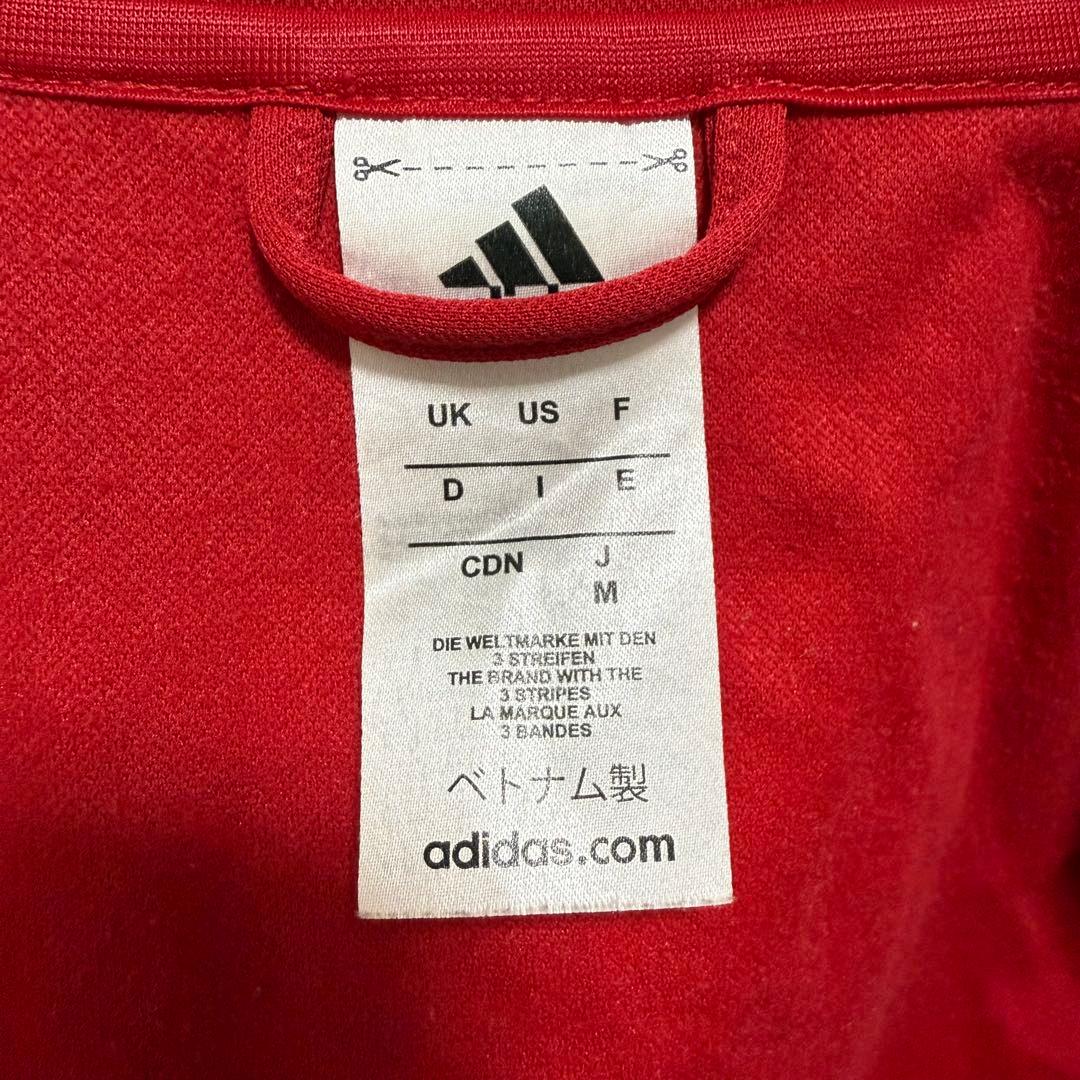 UK US F
D I E
CDN J
M
DIE WELTMARKE MIT DEN
3 STREIFEN
THE BRAND WITH THE
3 STRIPES
LA MARQUE AUX
3 BANDES
ベトナム製
adidas.com